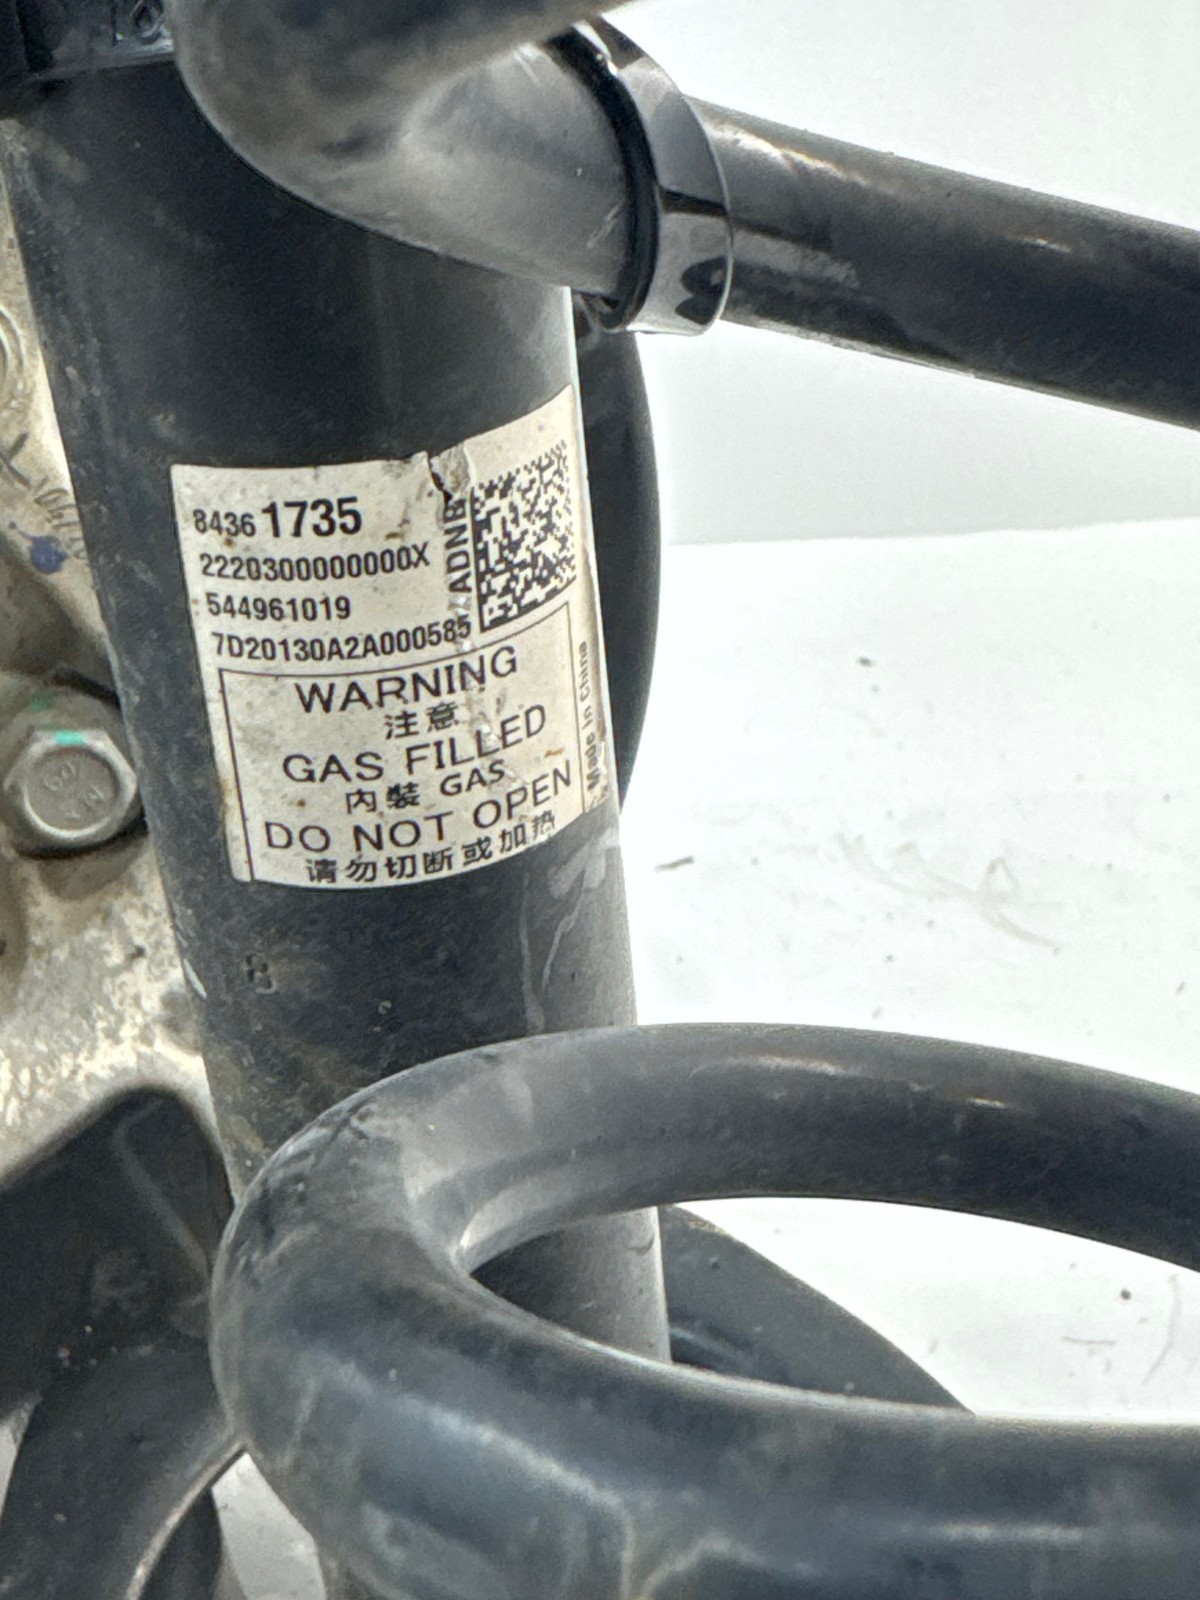 84361735
2220300000000X
544961019
7D20130A2A000585
ADNB
WARNING
注意
GAS FILLED
内裝 GAS
DO NOT OPEN
请勿切断或加热
Made in China